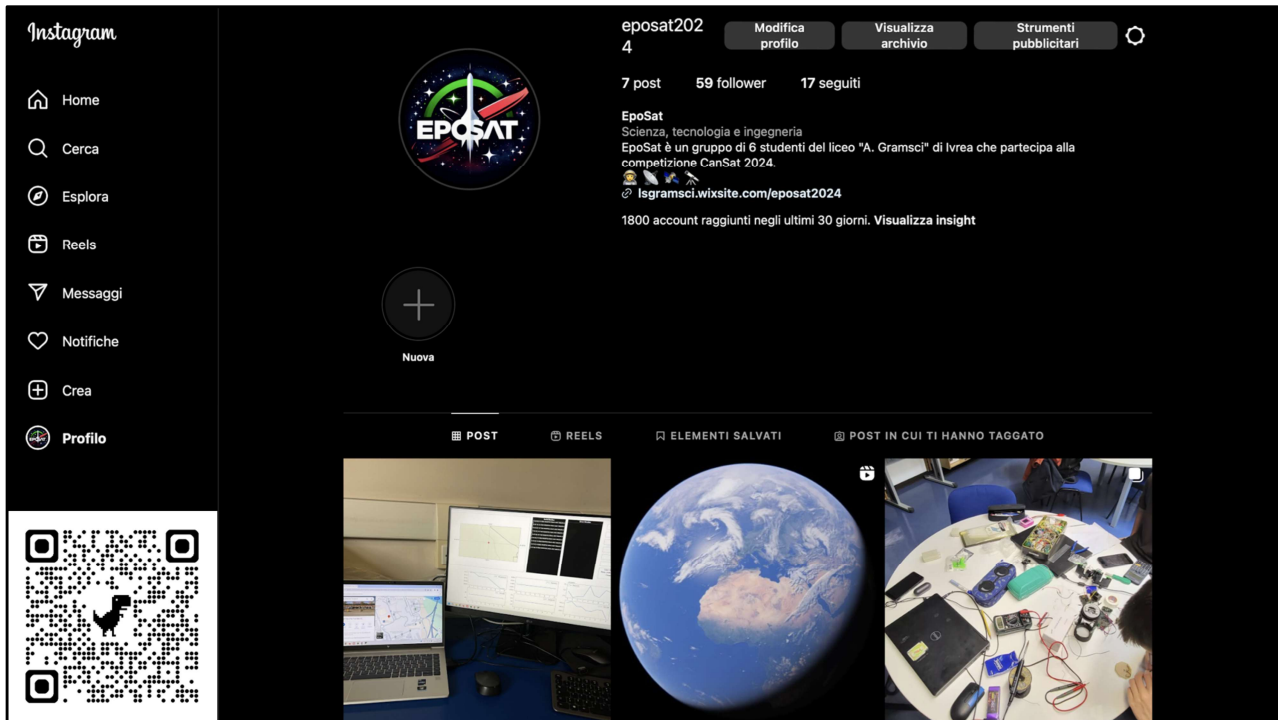 Instagram
Home
Cerca
Esplora
Reels
Messaggi
Notifiche
Crea
Profilo
EPOSAT
eposat202
4
Modifica
profilo
Visualizza
archivio
Strumenti
pubblicitari
7 post 59 follower 17 seguiti
EpoSat
Scienza, tecnologia e ingegneria
EpoSat è un gruppo di 6 studenti del liceo "A. Gramsci" di Ivrea che partecipa alla
competizione CanSat 2024.
lsgramsci.wixsite.com/eposat2024
1800 account raggiunti negli ultimi 30 giorni. Visualizza insight
Nuova
POST REELS ELEMENTI SALVATI POST IN CUI TI HANNO TAGGATO